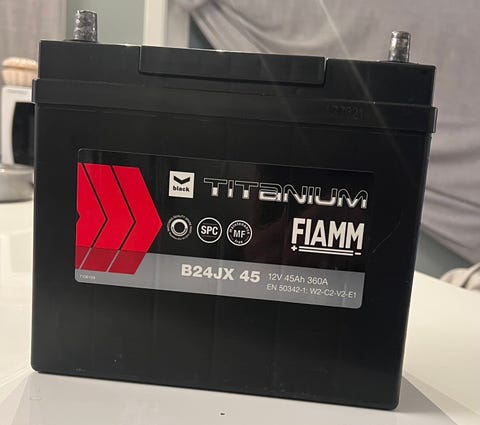 black
TITANIUM
SPC
MF
FIAMM
B24JX 45
12V 45Ah 360A
EN 50342-1: W2-C2-V2-E1